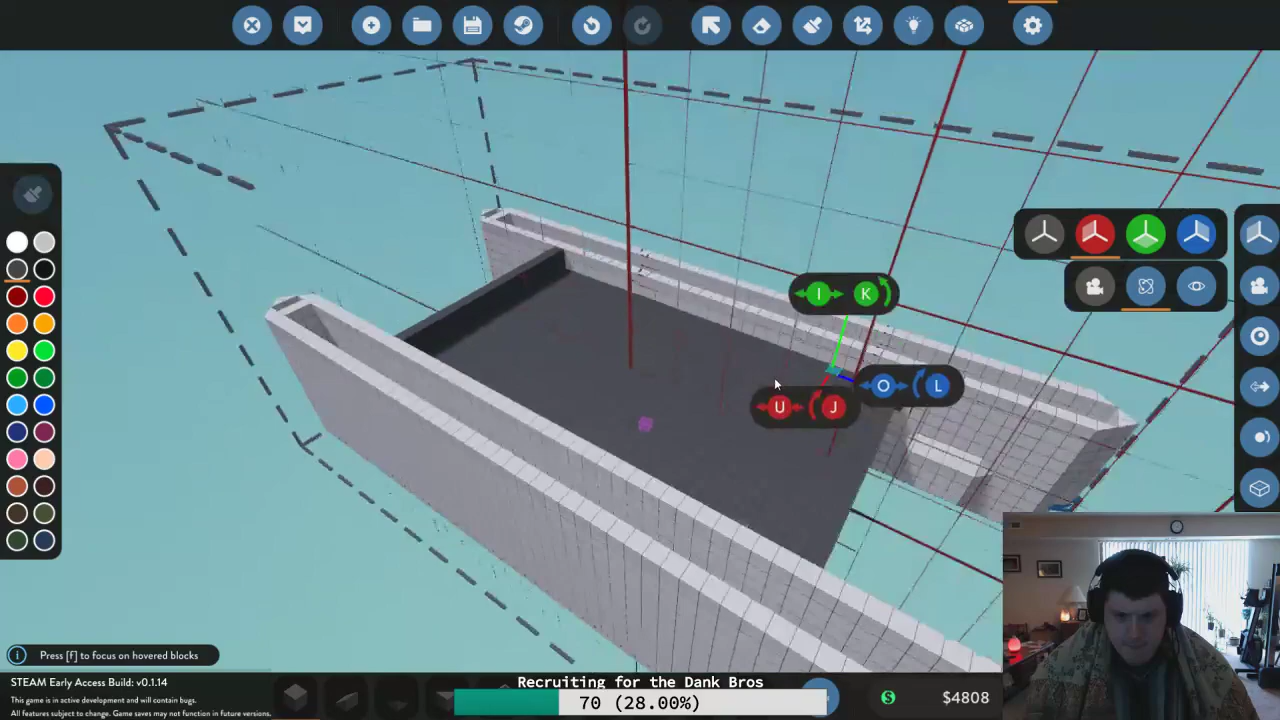 I K
O L
U J
Press [f] to focus on hovered blocks
STEAM Early Access Build: v0.1.14
This game is in active development and will contain bugs.
All features subject to change. Game saves may not function in future versions.
Recruiting for the Dank Bros
70 (28.00%)
$ $4808